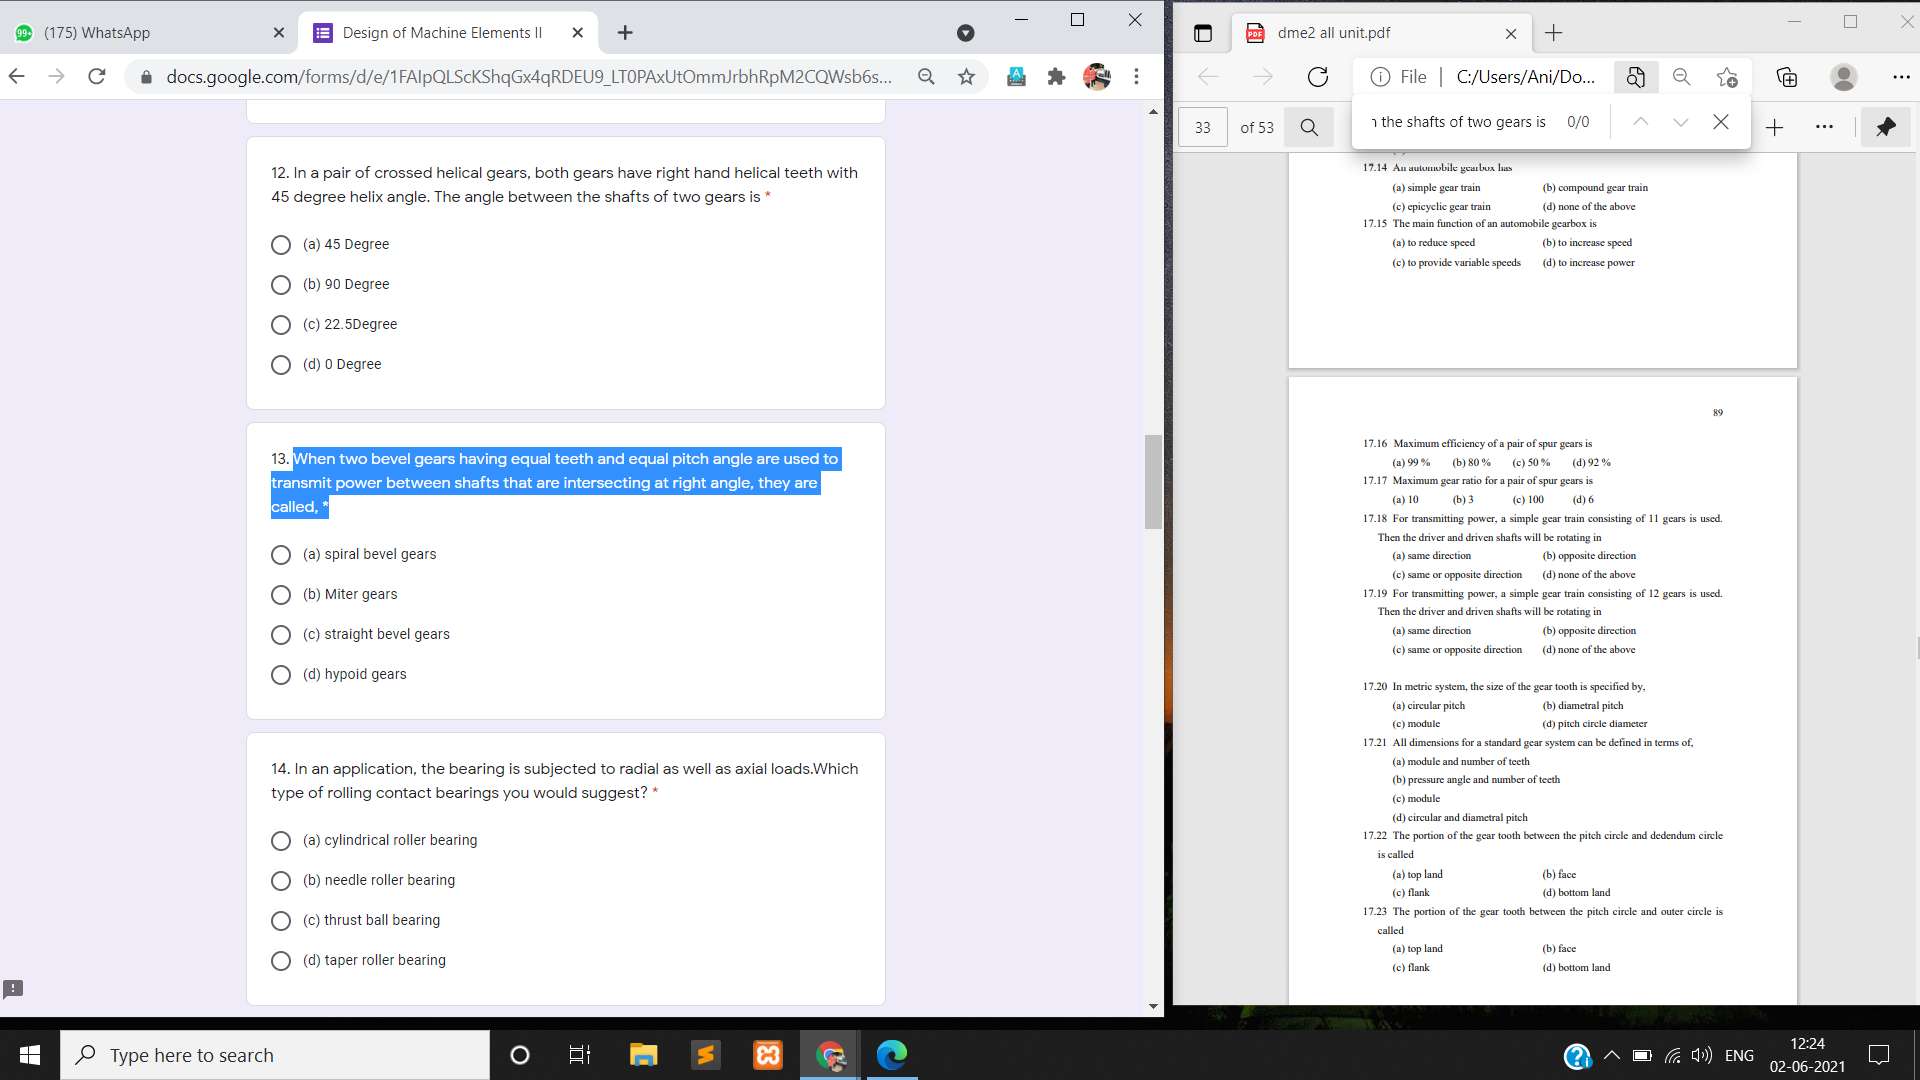 (175) WhatsApp
Design of Machine Elements II
docs.google.com/forms/d/e/1FAIpQLScKShqGx4qRDEU9_LT0PAxUtOmmJrbhRpM2CQWsb6s...
12. In a pair of crossed helical gears, both gears have right hand helical teeth with
45 degree helix angle. The angle between the shafts of two gears is *
(a) 45 Degree
(b) 90 Degree
(c) 22.5Degree
(d) 0 Degree
13. When two bevel gears having equal teeth and equal pitch angle are used to
transmit power between shafts that are intersecting at right angle, they are
called, *
(a) spiral bevel gears
(b) Miter gears
(c) straight bevel gears
(d) hypoid gears
14. In an application, the bearing is subjected to radial as well as axial loads.Which
type of rolling contact bearings you would suggest? *
(a) cylindrical roller bearing
(b) needle roller bearing
(c) thrust ball bearing
(d) taper roller bearing
dme2 all unit.pdf
File C:/Users/Ani/Do...
33 of 53
the shafts of two gears is 0/0
17.14 An automobile gearbox has
(a) simple gear train (b) compound gear train
(c) epicyclic gear train (d) none of the above
17.15 The main function of an automobile gearbox is
(a) to reduce speed (b) to increase speed
(c) to provide variable speeds (d) to increase power
89
17.16 Maximum efficiency of a pair of spur gears is
(a) 99 % (b) 80 % (c) 50 % (d) 92 %
17.17 Maximum gear ratio for a pair of spur gears is
(a) 10 (b) 3 (c) 100 (d) 6
17.18 For transmitting power, a simple gear train consisting of 11 gears is used.
Then the driver and driven shafts will be rotating in
(a) same direction (b) opposite direction
(c) same or opposite direction (d) none of the above
17.19 For transmitting power, a simple gear train consisting of 12 gears is used.
Then the driver and driven shafts will be rotating in
(a) same direction (b) opposite direction
(c) same or opposite direction (d) none of the above
17.20 In metric system, the size of the gear tooth is specified by,
(a) circular pitch (b) diametral pitch
(c) module (d) pitch circle diameter
17.21 All dimensions for a standard gear system can be defined in terms of,
(a) module and number of teeth
(b) pressure angle and number of teeth
(c) module
(d) circular and diametral pitch
17.22 The portion of the gear tooth between the pitch circle and dedendum circle
is called
(a) top land (b) face
(c) flank (d) bottom land
17.23 The portion of the gear tooth between the pitch circle and outer circle is
called
(a) top land (b) face
(c) flank (d) bottom land
Type here to search
ENG
12:24
02-06-2021